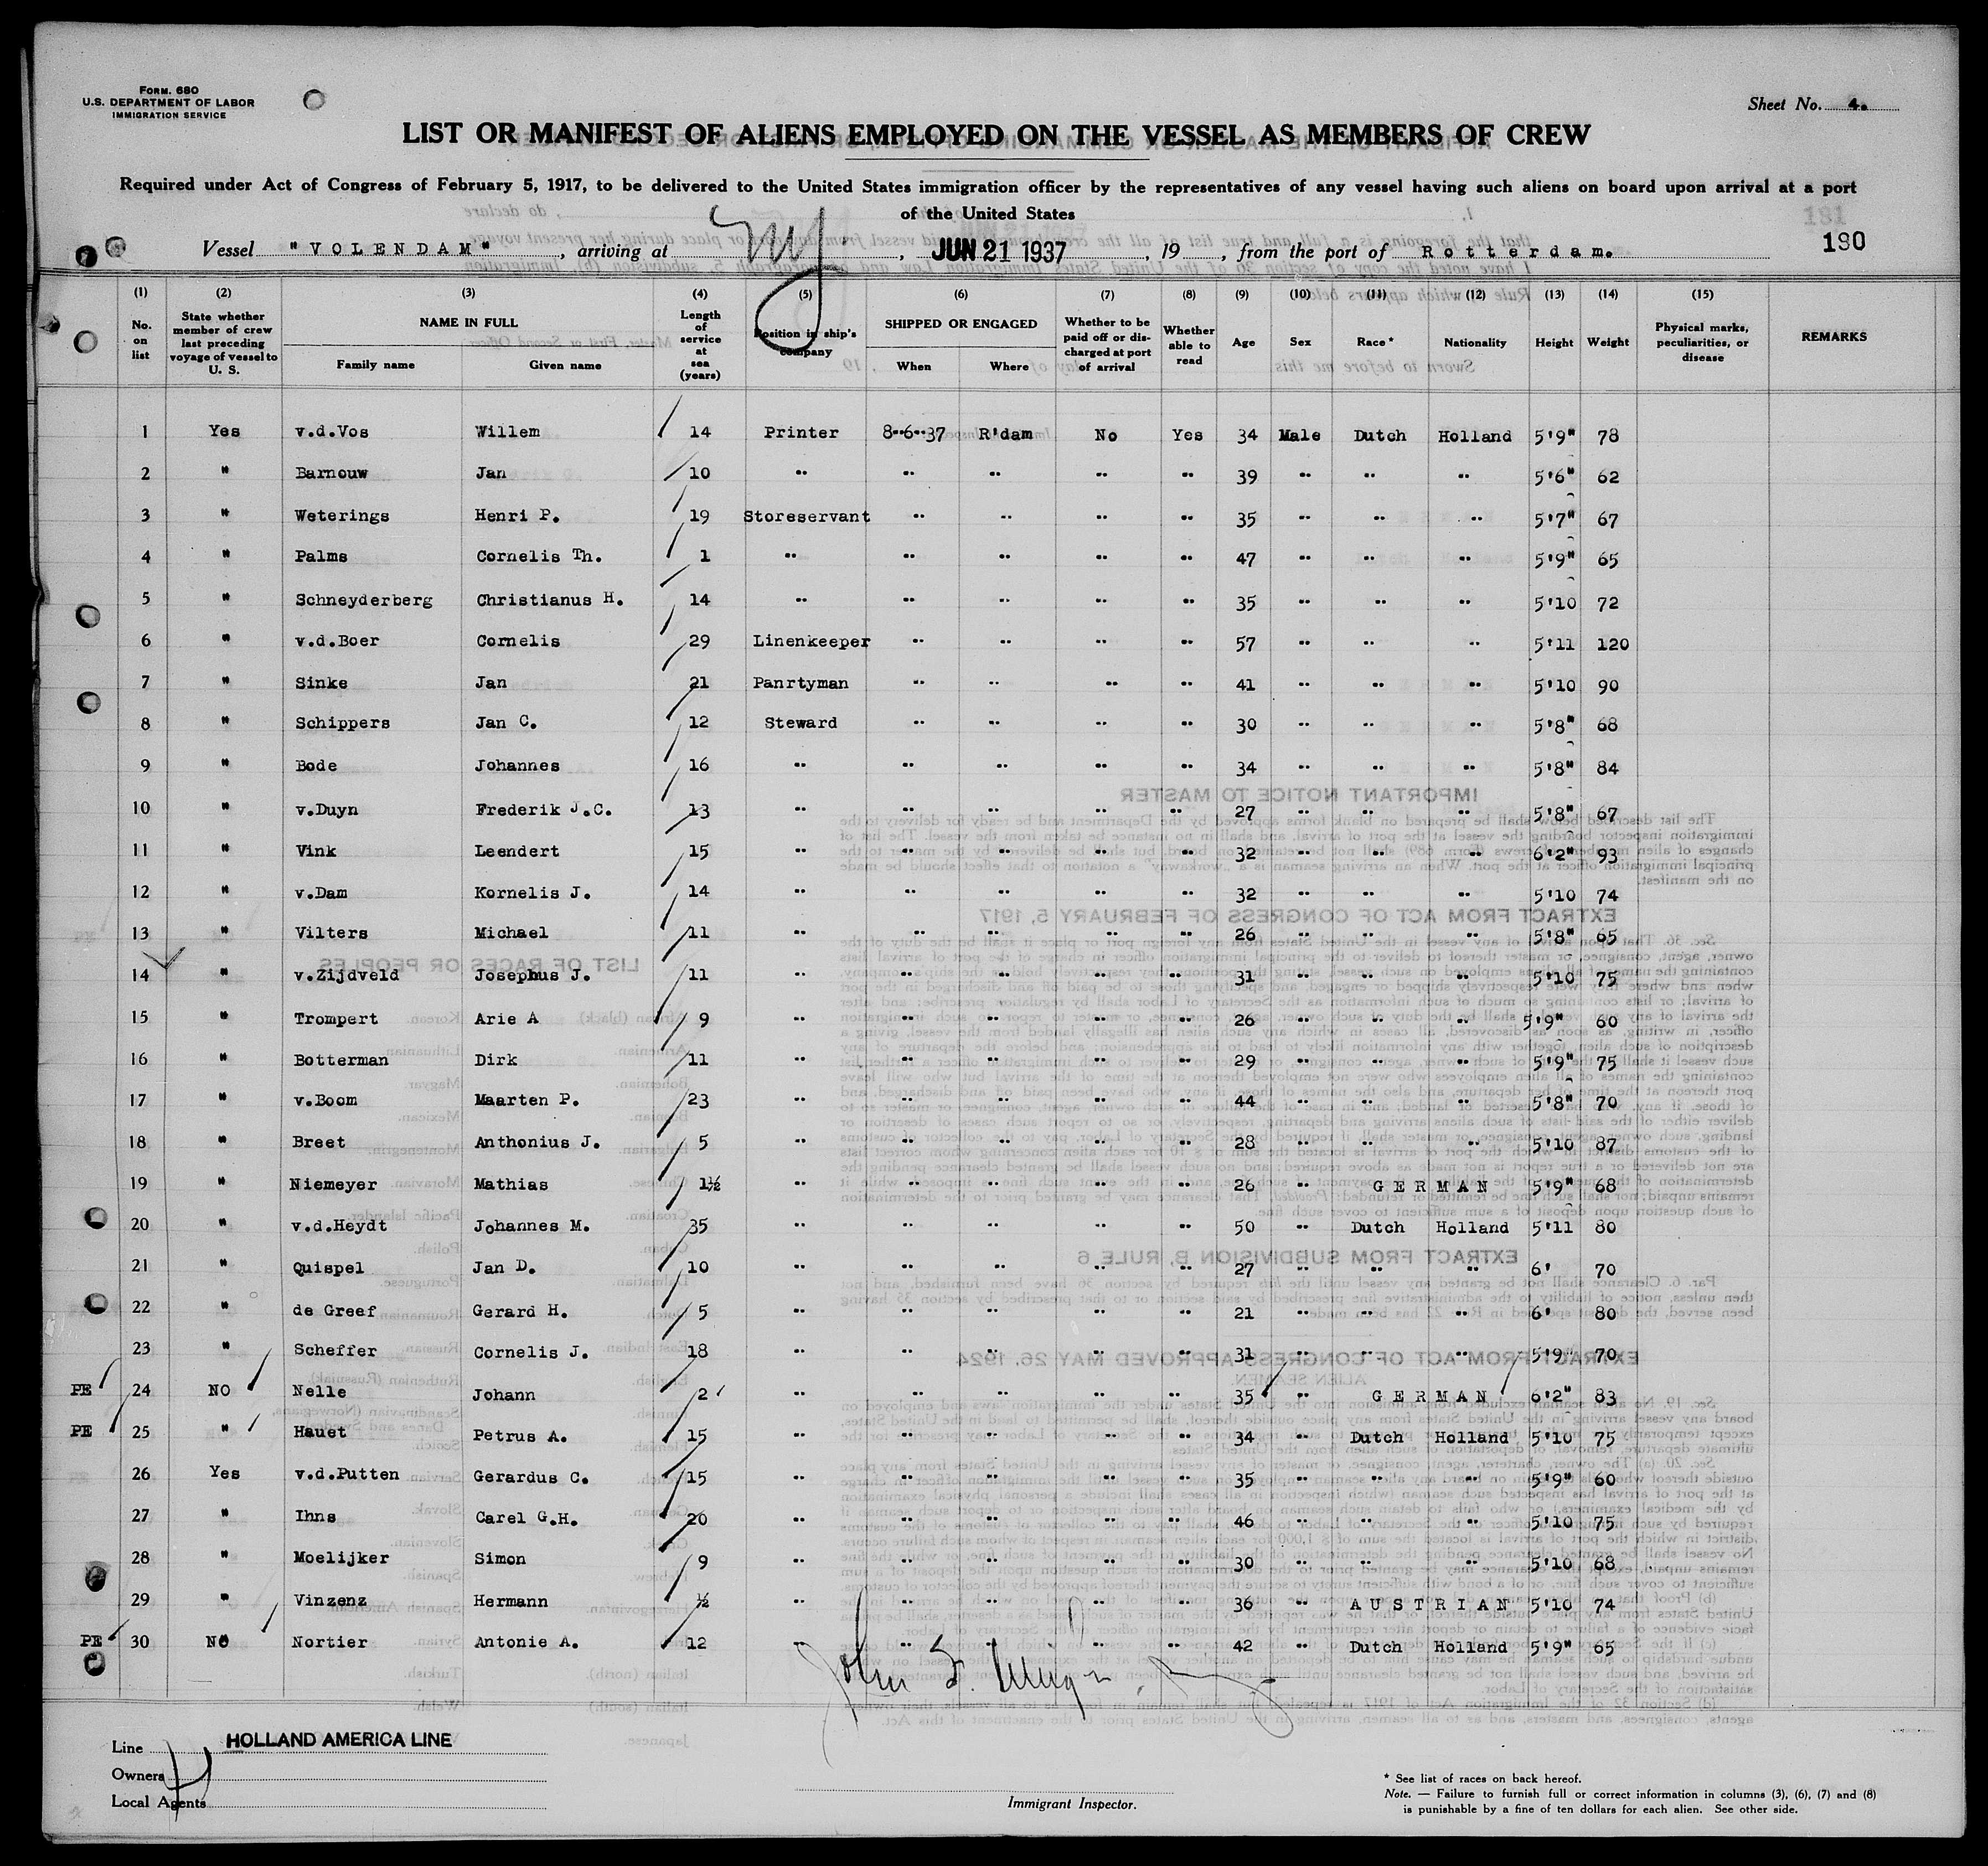 FORM. 680
U.S. DEPARTMENT OF LABOR
IMMIGRATION SERVICE
Sheet No. 4.
LIST OR MANIFEST OF ALIENS EMPLOYED ON THE VESSEL AS MEMBERS OF CREW
Required under Act of Congress of February 5, 1917, to be delivered to the United States immigration officer by the representatives of any vessel having such aliens on board upon arrival at a port
of the United States
181
Vessel "VOLENDAM", arriving at NY, JUN 21 1937, 19, from the port of Rotterdam. 180
(1) (2) (3) (4) (5) (6) (7) (8) (9) (10) (11) (12) (13) (14) (15)
No. on list State whether member of crew last preceding voyage of vessel to U. S. NAME IN FULL Family name Given name Length of service at sea (years) Position in ship's company SHIPPED OR ENGAGED When Where Whether to be paid off or discharged at port of arrival Whether able to read Age Sex Race* Nationality Height Weight Physical marks, peculiarities, or disease REMARKS
1 Yes v.d.Vos Willem 14 Printer 8--6--37 R'dam No Yes 34 Male Dutch Holland 5'9" 78
2 " Barnouw Jan 10 -- -- -- -- -- 39 -- -- -- 5'6" 62
3 " Weterings Henri P. 19 Storeservant -- -- -- -- 35 -- -- -- 5'7" 67
4 " Palms Cornelis Th. 1 -- -- -- -- -- 47 -- -- -- 5'9" 65
5 " Schneyderberg Christianus H. 14 -- -- -- -- -- 35 -- -- -- 5'10 72
6 " v.d.Boer Cornelis 29 Linenkeeper -- -- -- -- 57 -- -- -- 5'11 120
7 " Sinke Jan 21 Panrtyman -- -- -- -- 41 -- -- -- 5'10 90
8 " Schippers Jan C. 12 Steward -- -- -- -- 30 -- -- -- 5'8" 68
9 " Bode Johannes 16 -- -- -- -- -- 34 -- -- -- 5'8" 84
10 " v.Duyn Frederik J.C. 13 -- -- -- -- -- 27 -- -- -- 5'8" 67
11 " Vink Leendert 15 -- -- -- -- -- 32 -- -- -- 6'2" 93
12 " v.Dam Kornelis J. 14 -- -- -- -- -- 32 -- -- -- 5'10 74
13 " Vilters Michael 11 -- -- -- -- -- 26 -- -- -- 5'8" 65
14 " v.Zijdveld Josephus J. 11 -- -- -- -- -- 31 -- -- -- 5'10 75
15 " Trompert Arie A 9 -- -- -- -- -- 26 -- -- -- 5'9" 60
16 " Botterman Dirk 11 -- -- -- -- -- 29 -- -- -- 5'9" 75
17 " v.Boom Maarten P. 23 -- -- -- -- -- 44 -- -- -- 5'8" 70
18 " Breet Anthonius J. 5 -- -- -- -- -- 28 -- -- -- 5'10 87
19 " Niemeyer Mathias 1½ -- -- -- -- -- 26 -- GERMAN 5'9" 68
20 " v.d.Heydt Johannes M. 35 -- -- -- -- -- 50 -- Dutch Holland 5'11 80
21 " Quispel Jan D. 10 -- -- -- -- -- 27 -- -- -- 6' 70
22 " de Greef Gerard H. 5 -- -- -- -- -- 21 -- -- -- 6' 80
23 " Scheffer Cornelis J. 18 -- -- -- -- -- 31 -- -- -- 5'9" 70
PE 24 NO Nelle Johann 2 -- -- -- -- -- 35 -- GERMAN 6'2" 83
PE 25 " Hauet Petrus A. 15 -- -- -- -- -- 34 -- Dutch Holland 5'10 75
26 Yes v.d.Putten Gerardus C. 15 -- -- -- -- -- 35 -- -- -- 5'9" 60
27 " Ihns Carel G.H. 20 -- -- -- -- -- 46 -- -- -- 5'10 75
28 " Moelijker Simon 9 -- -- -- -- -- 30 -- -- -- 5'10 68
29 " Vinzenz Hermann ½ -- -- -- -- -- 36 -- AUSTRIAN 5'10 74
PE 30 NO Nortier Antonie A. 12 -- -- -- -- -- 42 -- Dutch Holland 5'9" 65
John
Line HOLLAND AMERICA LINE
Owners
Local Agents
Immigrant Inspector.
* See list of races on back hereof.
Note. — Failure to furnish full or correct information in columns (3), (6), (7) and (8)
is punishable by a fine of ten dollars for each alien. See other side.